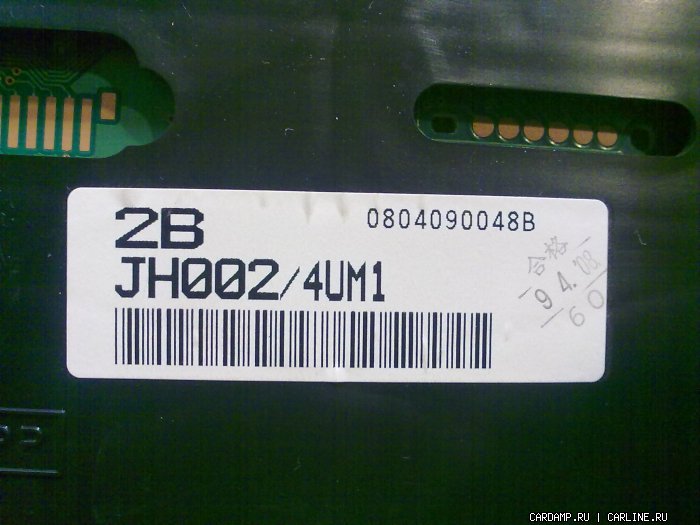 2B
0804090048B
JH002/4UM1
合格
94.'08
60
CARDAMP.RU | CARLINE.RU